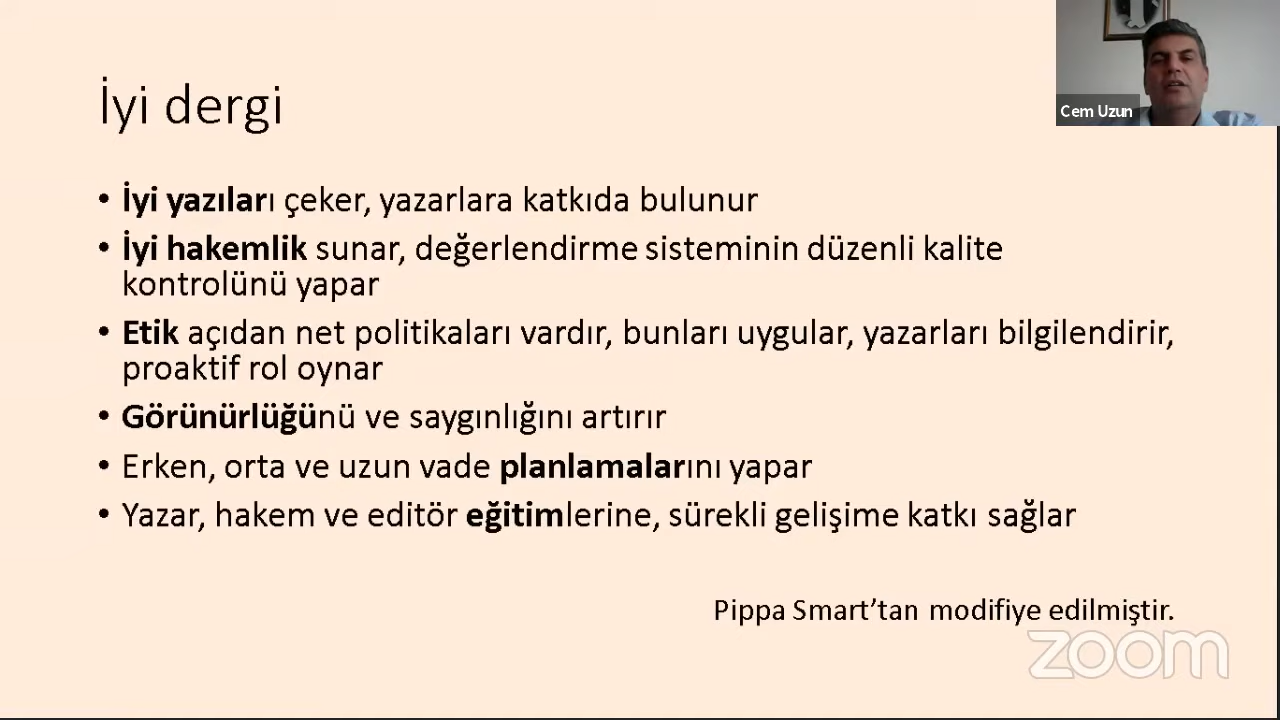 İyi dergi
Cem Uzun
• İyi yazıları çeker, yazarlara katkıda bulunur
• İyi hakemlik sunar, değerlendirme sisteminin düzenli kalite
kontrolünü yapar
• Etik açıdan net politikaları vardır, bunları uygular, yazarları bilgilendirir,
proaktif rol oynar
• Görünürlüğünü ve saygınlığını artırır
• Erken, orta ve uzun vade planlamalarını yapar
• Yazar, hakem ve editör eğitimlerine, sürekli gelişime katkı sağlar
Pippa Smart’tan modifiye edilmiştir.
zoom